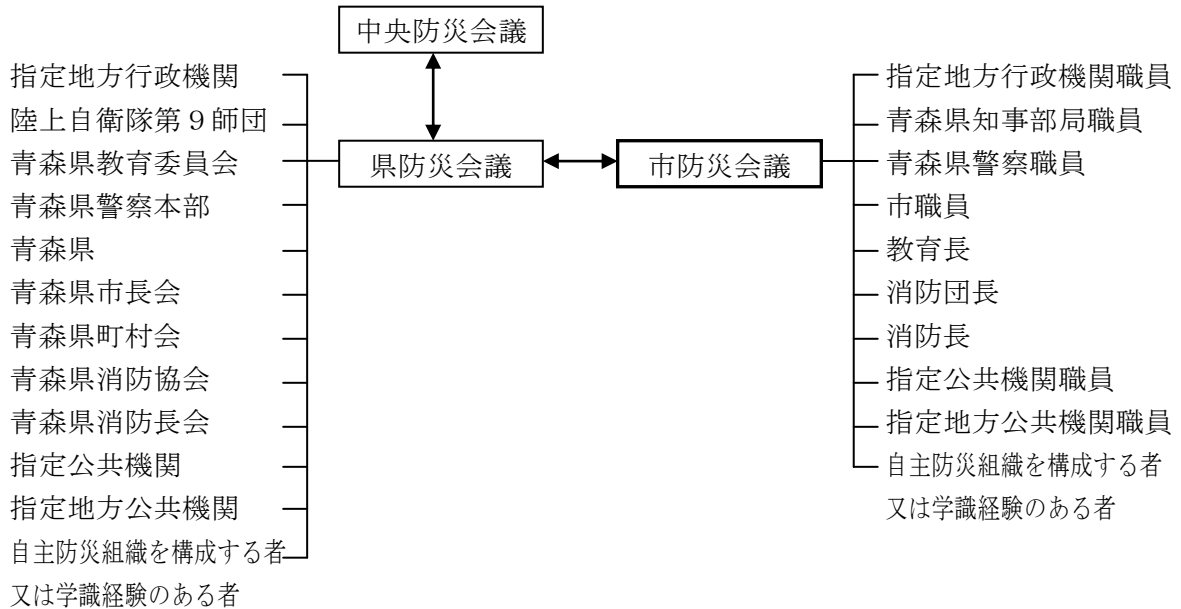 中央防災会議
指定地方行政機関
陸上自衛隊第９師団
青森県教育委員会
青森県警察本部
青森県
青森県市長会
青森県町村会
青森県消防協会
青森県消防長会
指定公共機関
指定地方公共機関
自主防災組織を構成する者
又は学識経験のある者
県防災会議
市防災会議
指定地方行政機関職員
青森県知事部局職員
青森県警察職員
市職員
教育長
消防団長
消防長
指定公共機関職員
指定地方公共機関職員
自主防災組織を構成する者
又は学識経験のある者